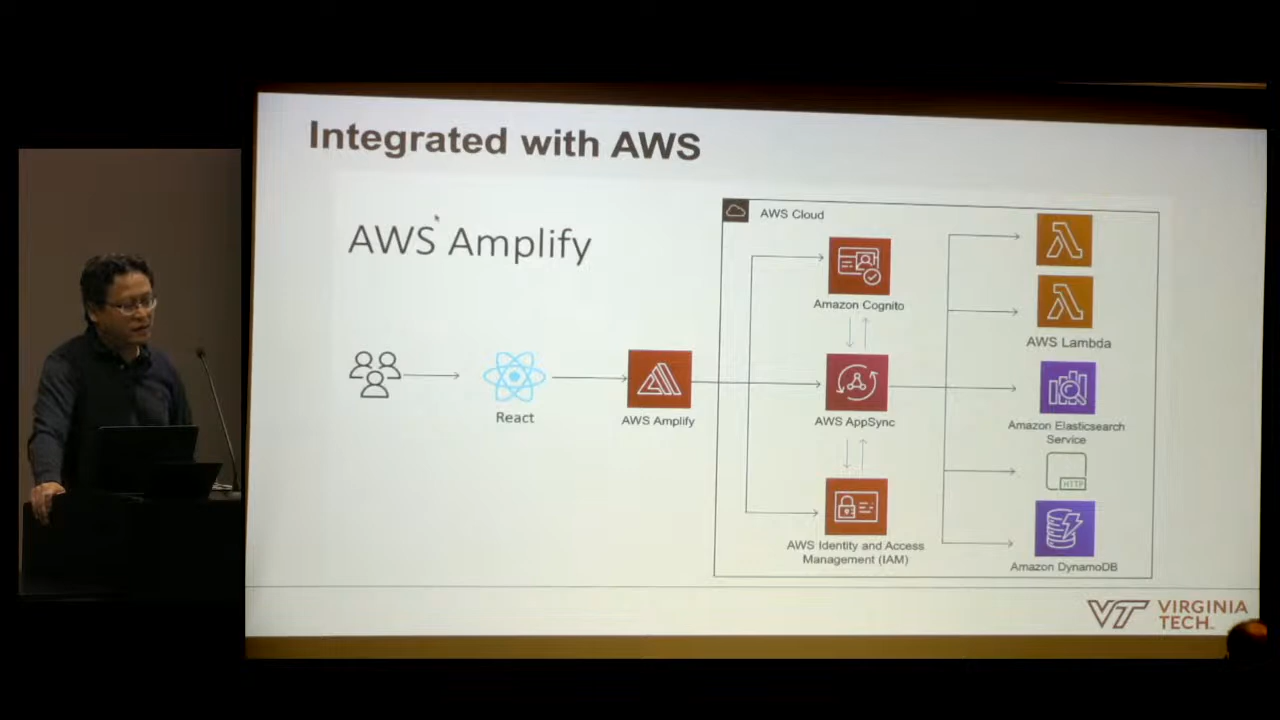 Integrated with AWS
AWS Amplify
AWS Cloud
Amazon Cognito
AWS Lambda
React
AWS Amplify
AWS AppSync
Amazon Elasticsearch
Service
HTTP
AWS Identity and Access
Management (IAM)
Amazon DynamoDB
VT VIRGINIA
TECH.